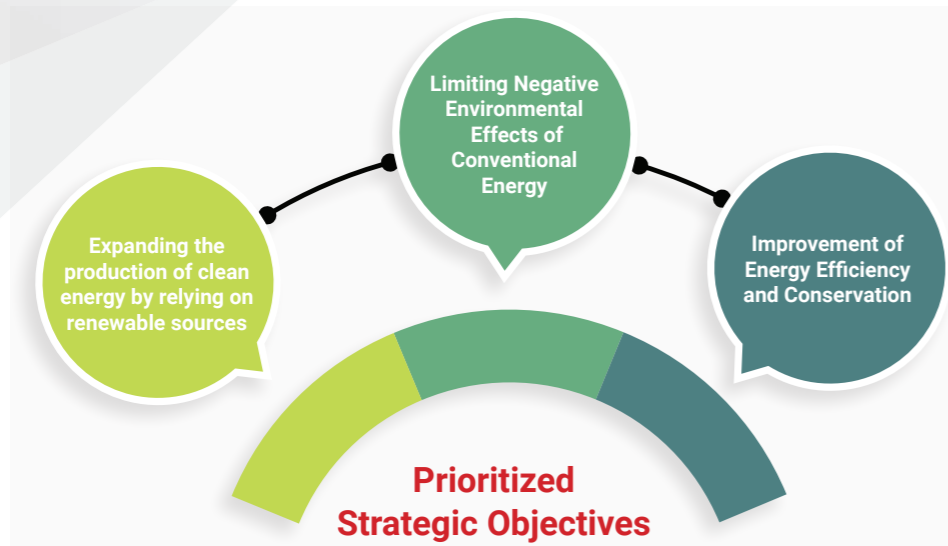 Limiting Negative
Environmental
Effects of
Conventional
Energy
Expanding the
production of clean
energy by relying on
renewable sources
Improvement of
Energy Efficiency
and Conservation
Prioritized
Strategic Objectives